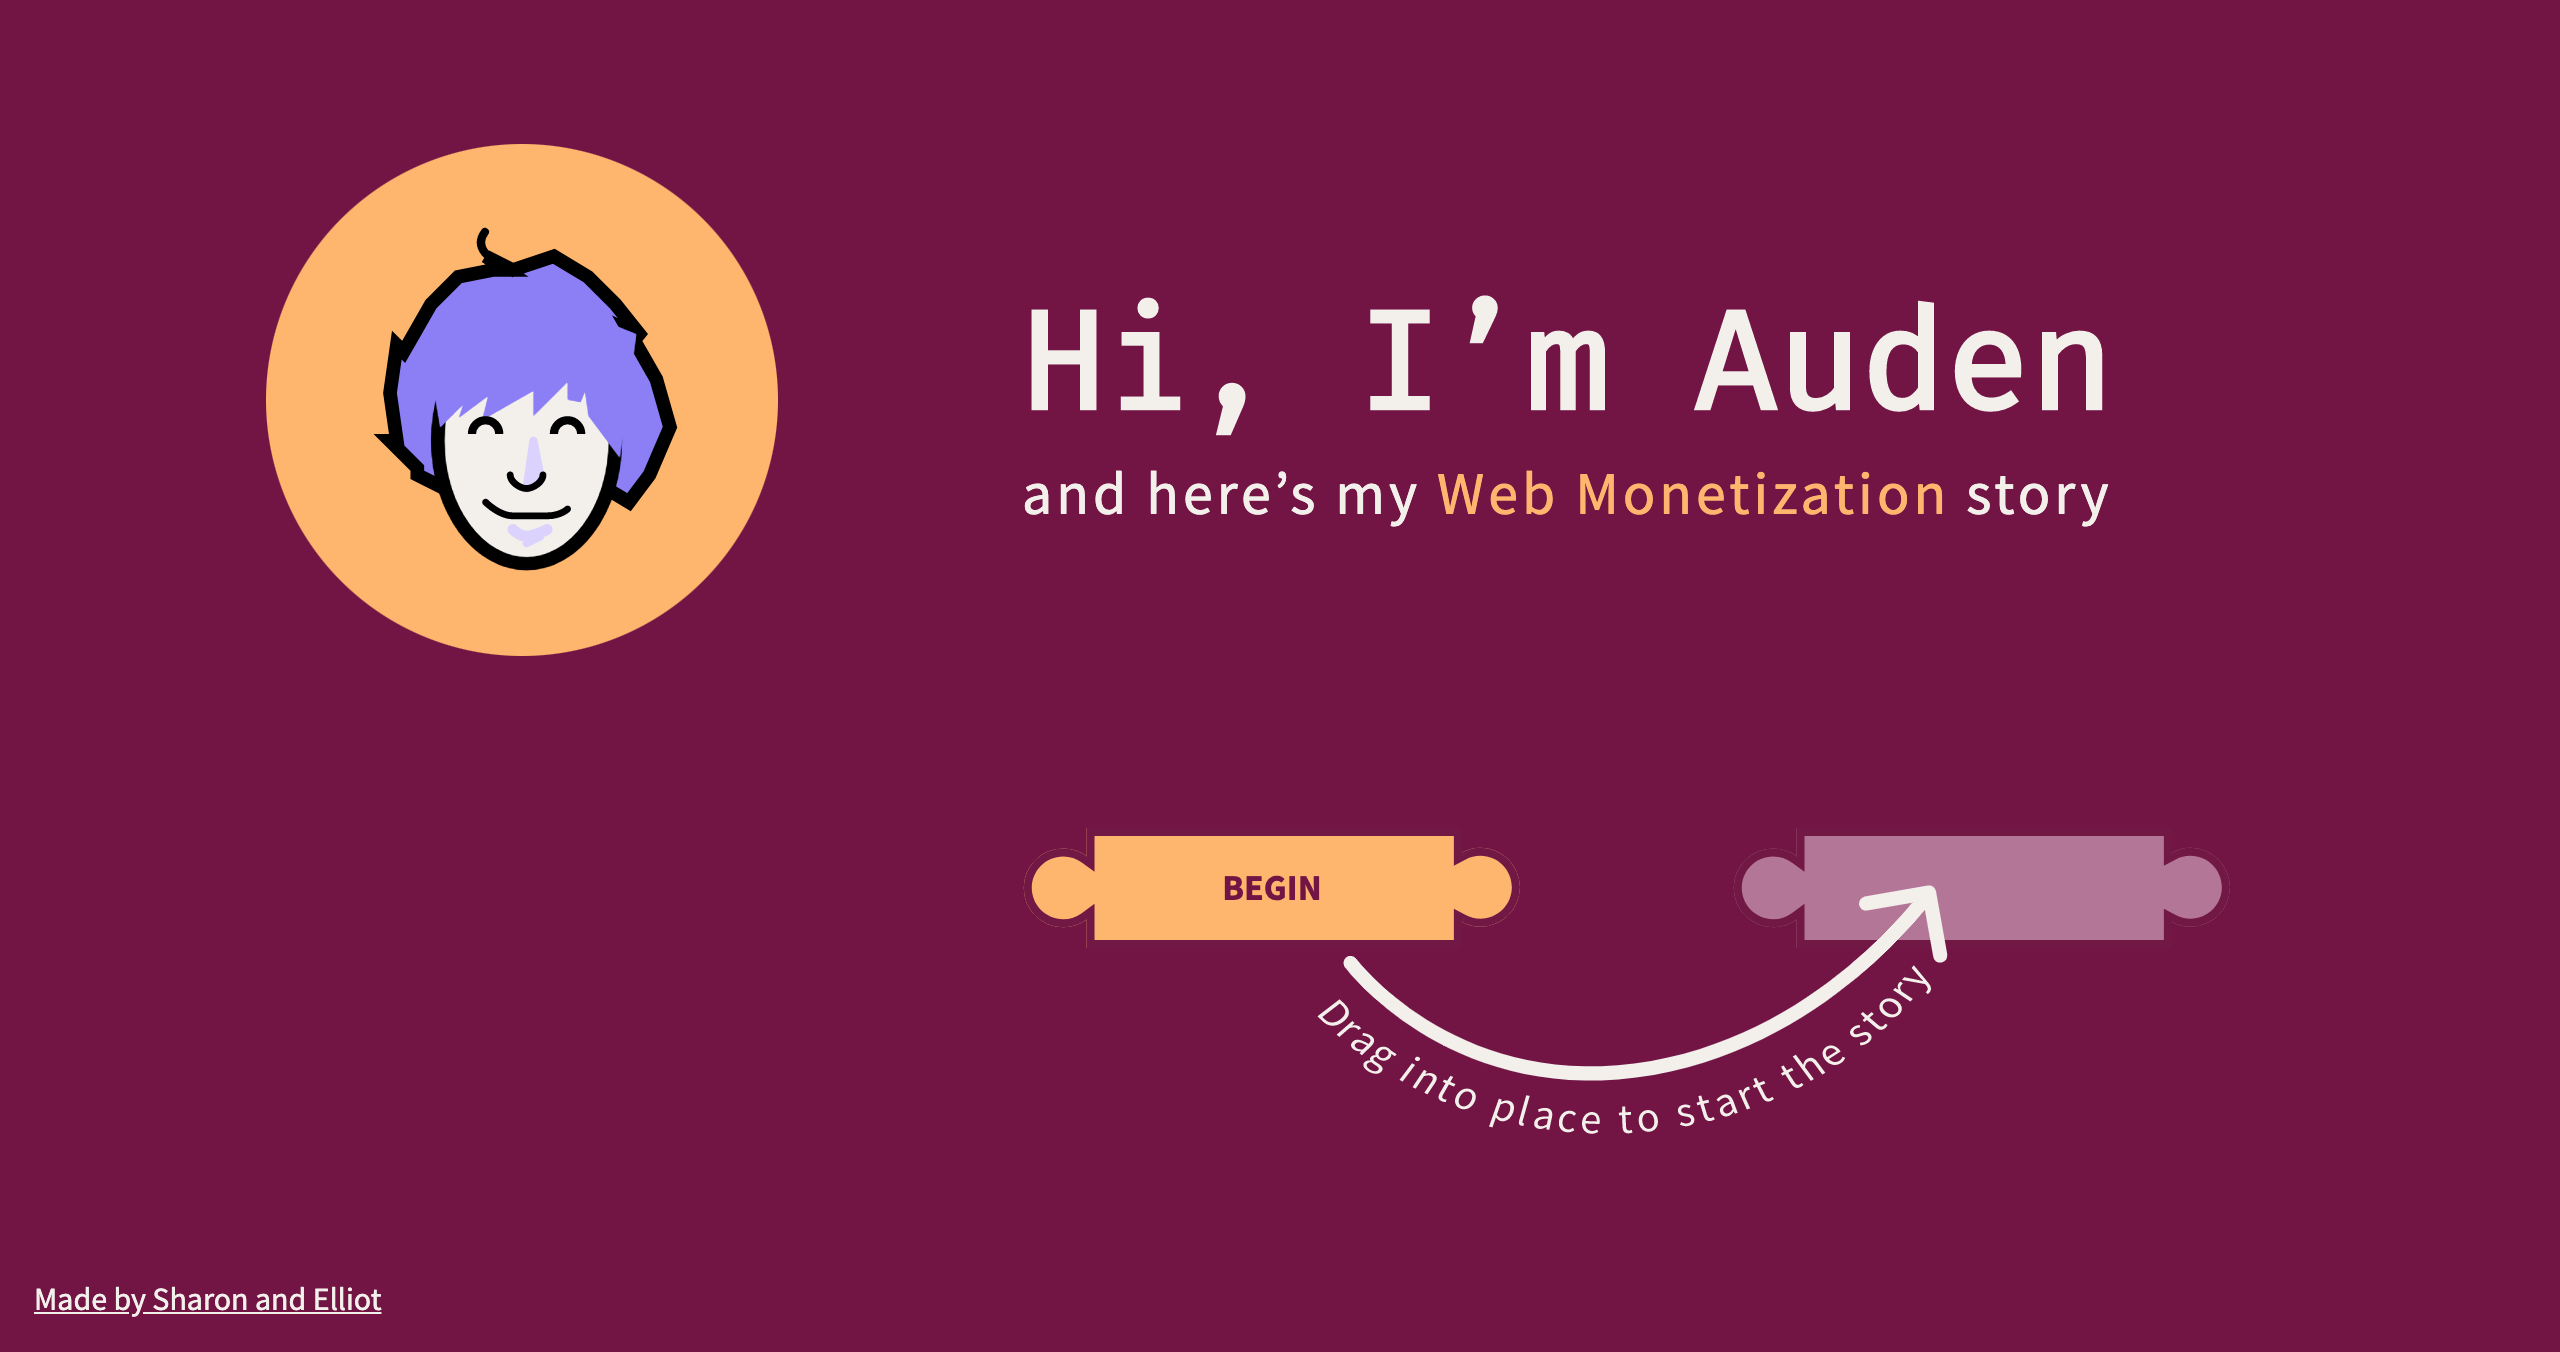 Hi, I’m Auden
and here’s my Web Monetization story
BEGIN
Drag into place to start the story
Made by Sharon and Elliot